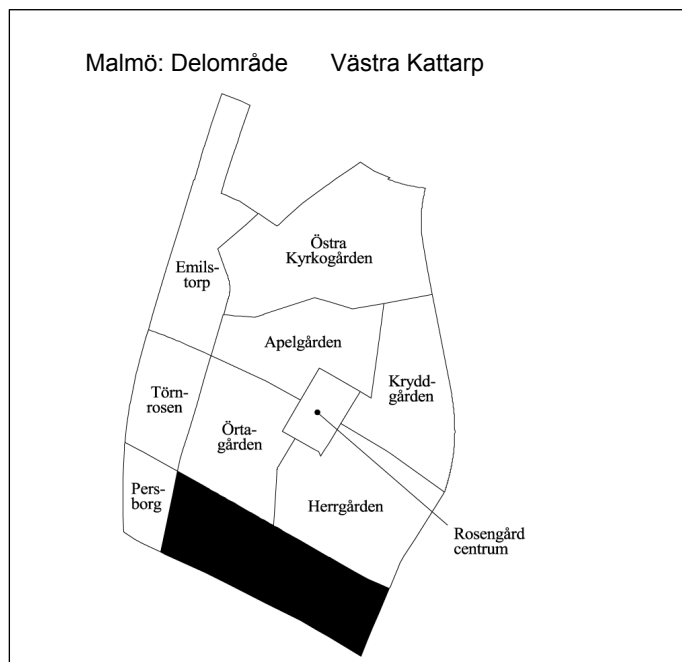 Malmö: Delområde Västra Kattarp
Östra
Kyrkogården
Emils-
torp
Apelgården
Krydd-
gården
Törn-
rosen
Örta-
gården
Pers-
borg
Herrgården
Rosengård
centrum